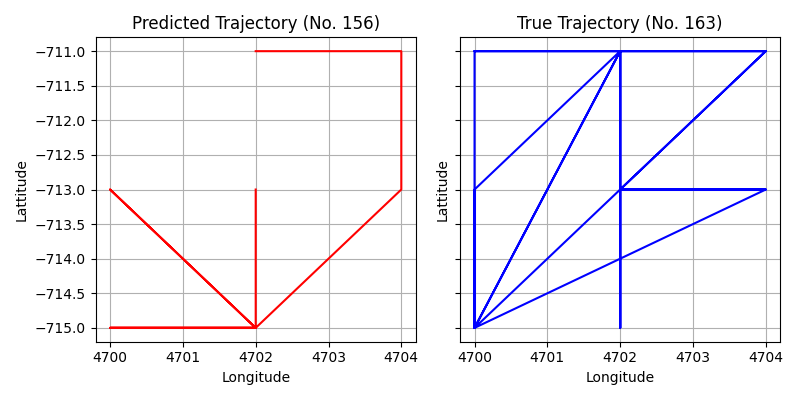 Predicted Trajectory (No. 156)
True Trajectory (No. 163)
−711.0
−711.5
−712.0
−712.5
−713.0
−713.5
−714.0
−714.5
−715.0
Lattitude
Lattitude
4700 4701 4702 4703 4704
4700 4701 4702 4703 4704
Longitude
Longitude